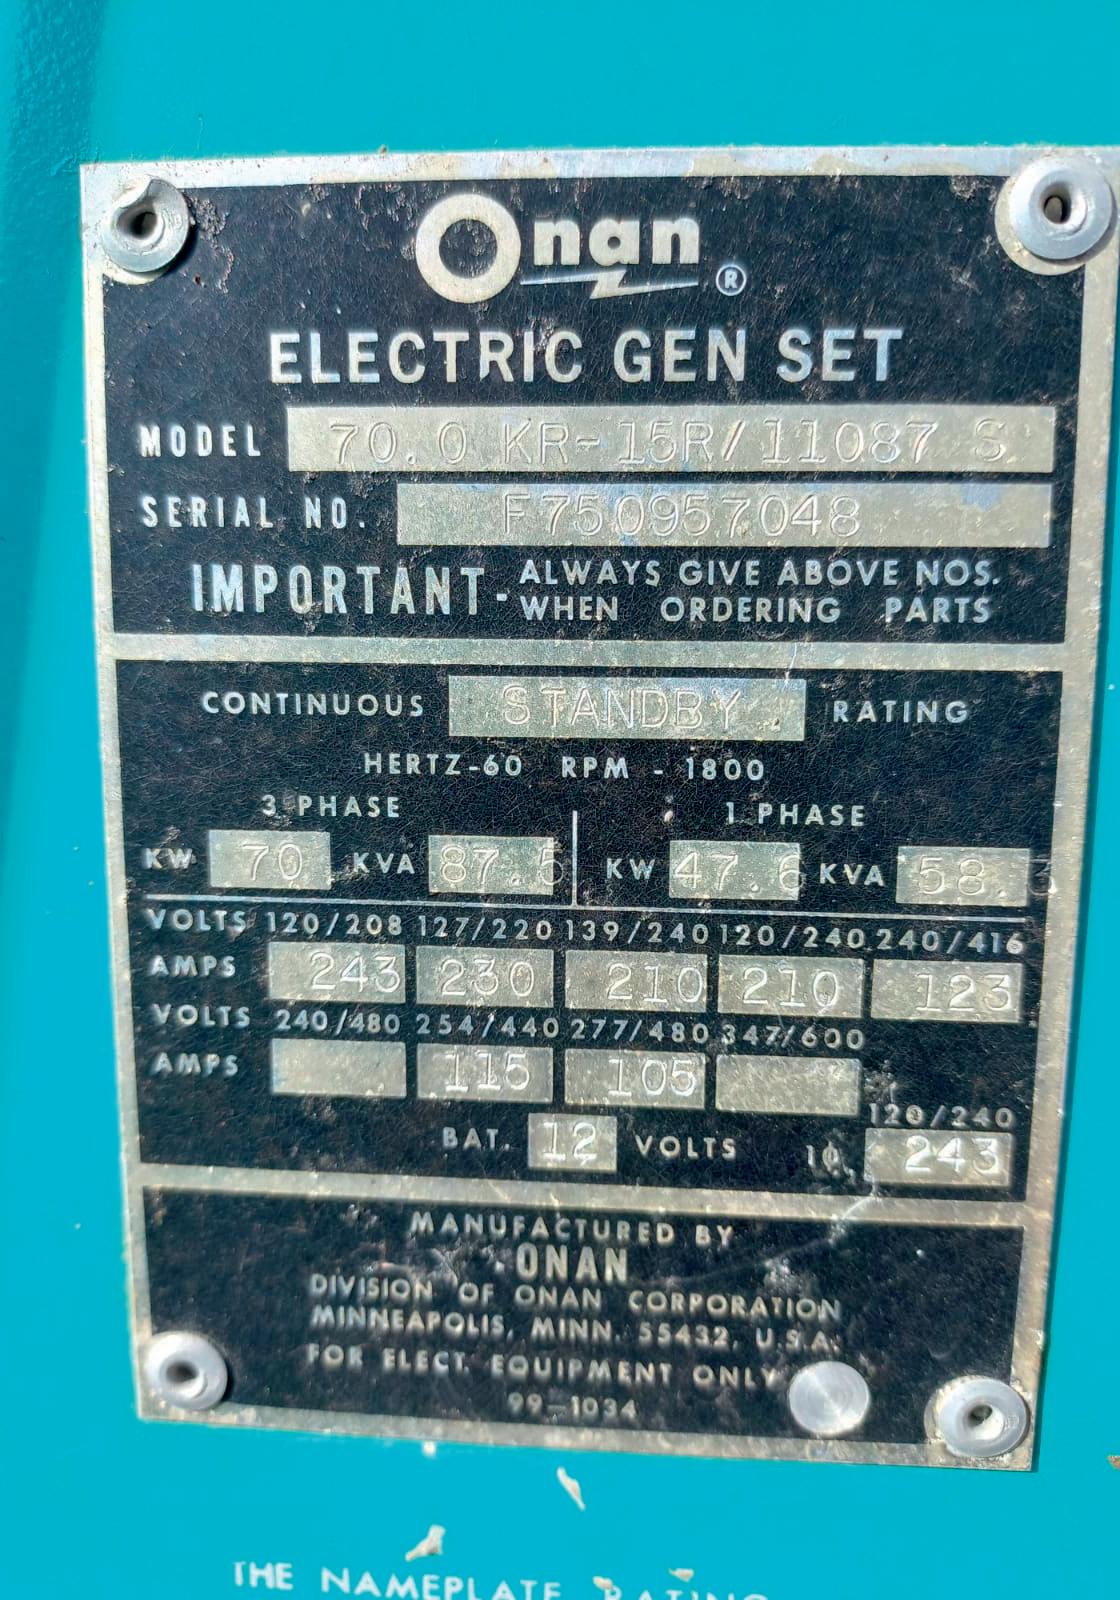 Onan ®
ELECTRIC GEN SET
MODEL 70.0 KR-15R/11087 S
SERIAL NO. F750957048
IMPORTANT- ALWAYS GIVE ABOVE NOS.
WHEN ORDERING PARTS
CONTINUOUS STANDBY RATING
HERTZ-60 RPM - 1800
3 PHASE 1 PHASE
KW 70 KVA 87.5 KW 47.6 KVA 58.3
VOLTS 120/208 127/220 139/240 120/240 240/416
AMPS 243 230 210 210 123
VOLTS 240/480 254/440 277/480 347/600
AMPS 115 105
120/240
BAT. 12 VOLTS 1Ø 243
MANUFACTURED BY
ONAN
DIVISION OF ONAN CORPORATION
MINNEAPOLIS, MINN. 55432, U.S.A.
FOR ELECT. EQUIPMENT ONLY
99-1034
THE NAMEPLATE RATING